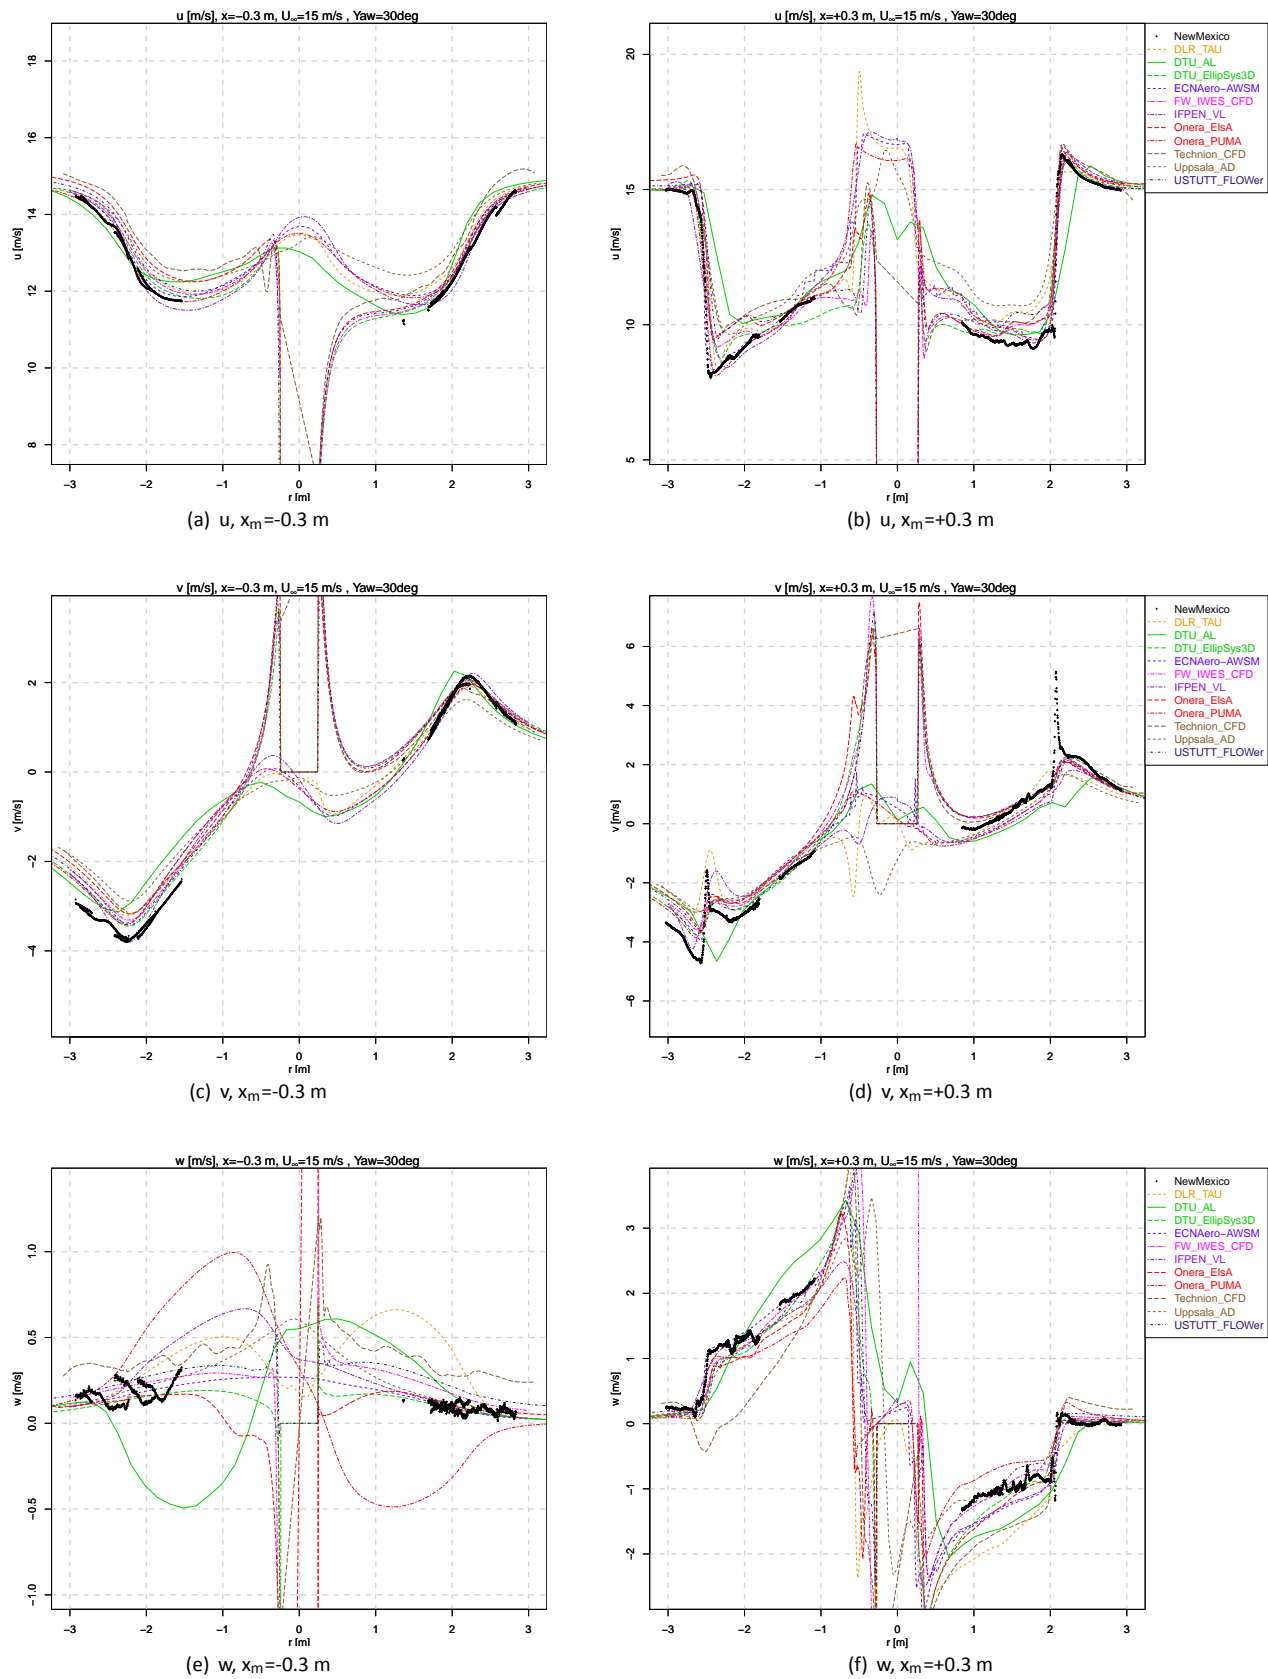 u [m/s], x=−0.3 m, U∞=15 m/s , Yaw=30deg
u [m/s]
18
16
14
12
10
8
−3 −2 −1 0 1 2 3
r [m]
(a) u, xm=-0.3 m
u [m/s], x=+0.3 m, U∞=15 m/s , Yaw=30deg
u [m/s]
20
15
10
5
−3 −2 −1 0 1 2 3
r [m]
NewMexico
DLR_TAU
DTU_AL
DTU_EllipSys3D
ECNAero−AWSM
FW_IWES_CFD
IFPEN_VL
Onera_ElsA
Onera_PUMA
Technion_CFD
Uppsala_AD
USTUTT_FLOWer
(b) u, xm=+0.3 m
v [m/s], x=−0.3 m, U∞=15 m/s , Yaw=30deg
v [m/s]
2
0
−2
−4
−3 −2 −1 0 1 2 3
r [m]
(c) v, xm=-0.3 m
v [m/s], x=+0.3 m, U∞=15 m/s , Yaw=30deg
v [m/s]
6
4
2
0
−2
−4
−6
−3 −2 −1 0 1 2 3
r [m]
NewMexico
DLR_TAU
DTU_AL
DTU_EllipSys3D
ECNAero−AWSM
FW_IWES_CFD
IFPEN_VL
Onera_ElsA
Onera_PUMA
Technion_CFD
Uppsala_AD
USTUTT_FLOWer
(d) v, xm=+0.3 m
w [m/s], x=−0.3 m, U∞=15 m/s , Yaw=30deg
w [m/s]
1.0
0.5
0.0
−0.5
−1.0
−3 −2 −1 0 1 2 3
r [m]
(e) w, xm=-0.3 m
w [m/s], x=+0.3 m, U∞=15 m/s , Yaw=30deg
w [m/s]
3
2
1
0
−1
−2
−3 −2 −1 0 1 2 3
r [m]
NewMexico
DLR_TAU
DTU_AL
DTU_EllipSys3D
ECNAero−AWSM
FW_IWES_CFD
IFPEN_VL
Onera_ElsA
Onera_PUMA
Technion_CFD
Uppsala_AD
USTUTT_FLOWer
(f) w, xm=+0.3 m